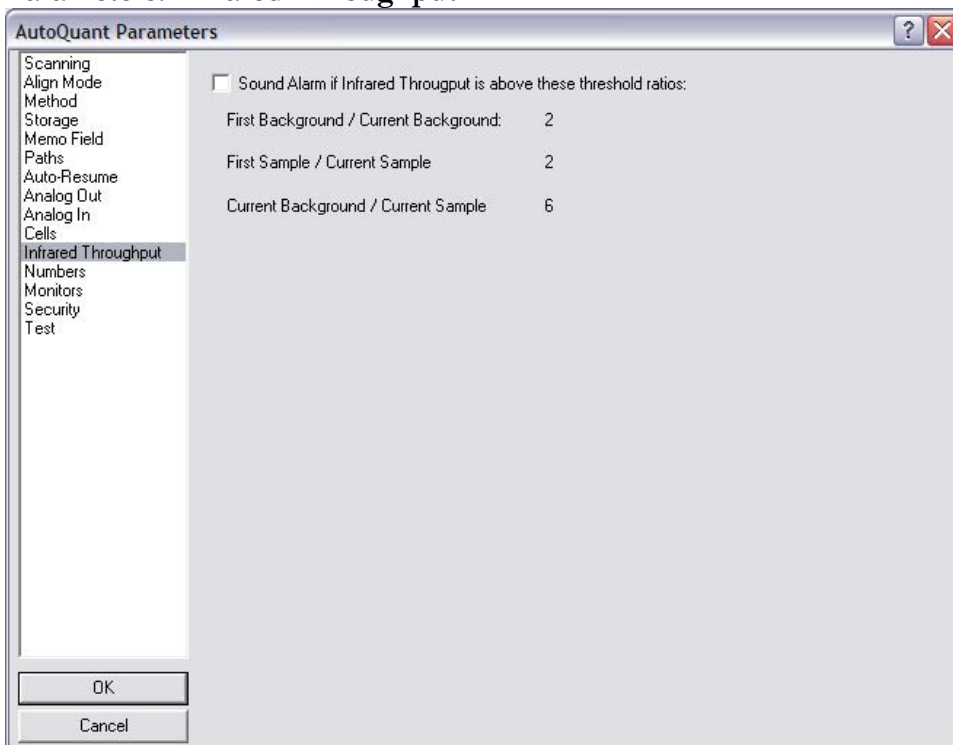 AutoQuant Parameters
Scanning
Align Mode
Method
Storage
Memo Field
Paths
Auto-Resume
Analog Out
Analog In
Cells
Infrared Throughput
Numbers
Monitors
Security
Test
Sound Alarm if Infrared Througput is above these threshold ratios:
First Background / Current Background: 2
First Sample / Current Sample 2
Current Background / Current Sample 6
OK
Cancel